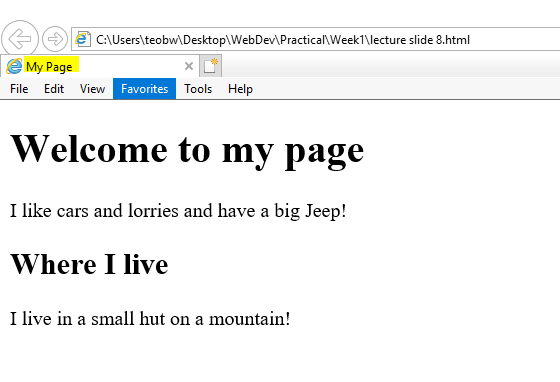 C:\Users\teobw\Desktop\WebDev\Practical\Week1\lecture slide 8.html
My Page
File Edit View Favorites Tools Help
Welcome to my page
I like cars and lorries and have a big Jeep!
Where I live
I live in a small hut on a mountain!